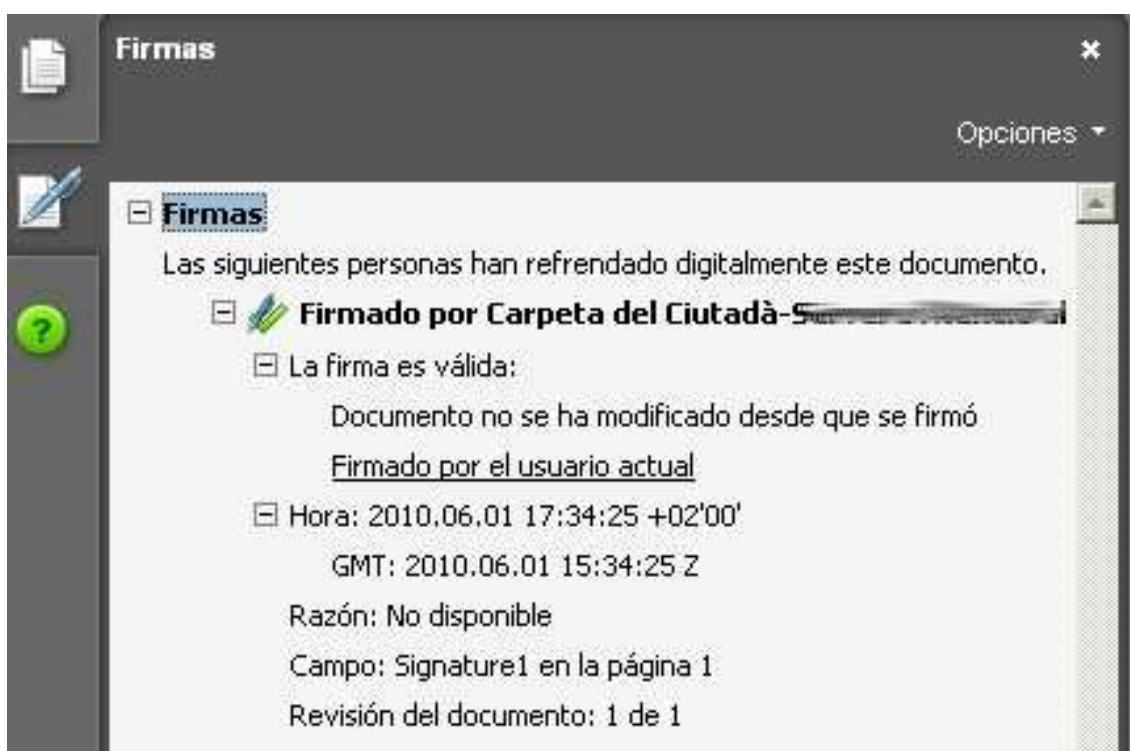 Firmas
Opciones
Firmas
Las siguientes personas han refrendado digitalmente este documento.
Firmado por Carpeta del Ciutadà-
La firma es válida:
Documento no se ha modificado desde que se firmó
Firmado por el usuario actual
Hora: 2010.06.01 17:34:25 +02'00'
GMT: 2010.06.01 15:34:25 Z
Razón: No disponible
Campo: Signature1 en la página 1
Revisión del documento: 1 de 1